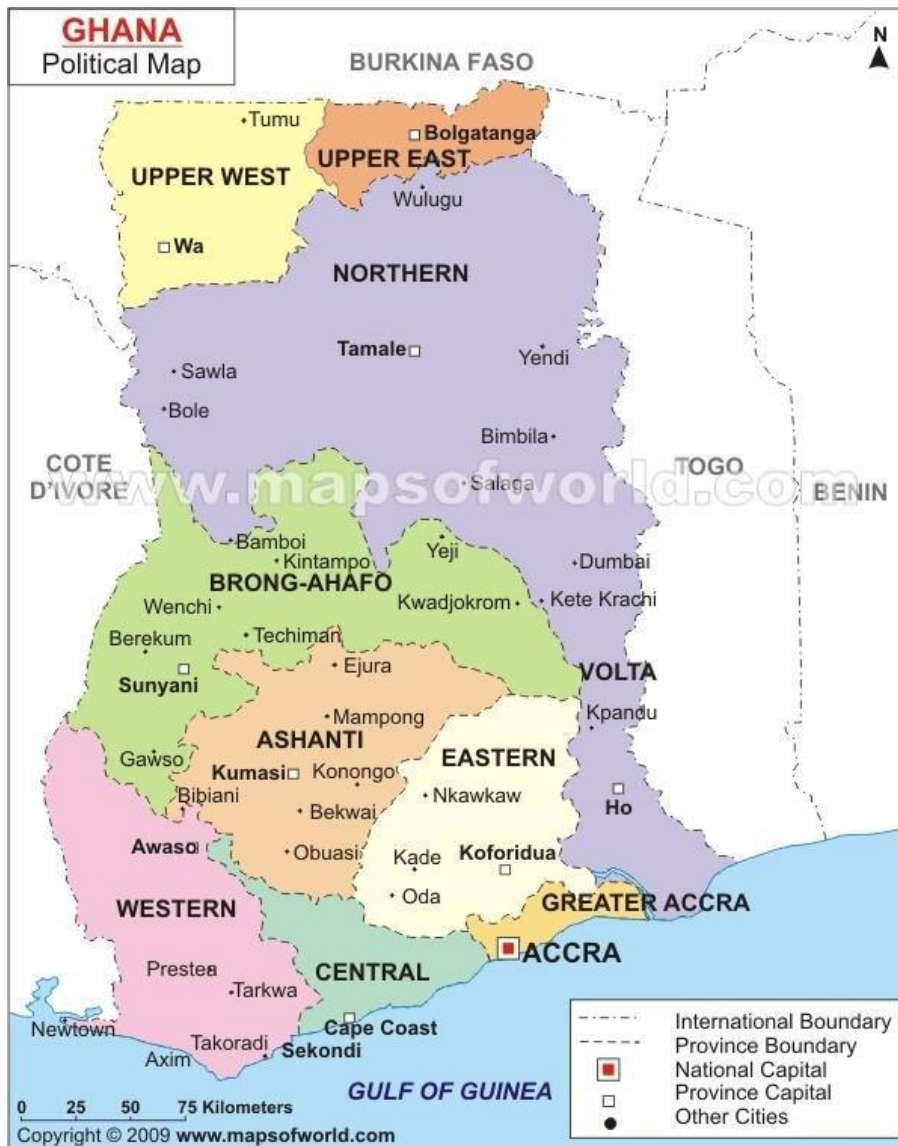 GHANA
Political Map
N
BURKINA FASO
Tumu
Bolgatanga
UPPER EAST
UPPER WEST
Wulugu
Wa
NORTHERN
Tamale
Yendi
Sawla
Bole
Bimbila
COTE
D'IVORE
www.mapsofworld.com
TOGO
Salaga
BENIN
Bamboi
Yeji
Kintampo
Dumbai
BRONG-AHAFO
Wenchi
Kwadjokrom
Kete Krachi
Berekum
Techiman
Ejura
Sunyani
VOLTA
Mampong
Kpandu
ASHANTI
EASTERN
Gawso
Kumasi
Konongo
Bibiani
Nkawkaw
Ho
Bekwai
Awaso
Obuasi
Kade
Koforidua
Oda
WESTERN
GREATER ACCRA
ACCRA
Prestea
CENTRAL
Tarkwa
Newtown
Cape Coast
Takoradi
Sekondi
Axim
GULF OF GUINEA
International Boundary
Province Boundary
National Capital
Province Capital
Other Cities
0 25 50 75 Kilometers
Copyright © 2009 www.mapsofworld.com